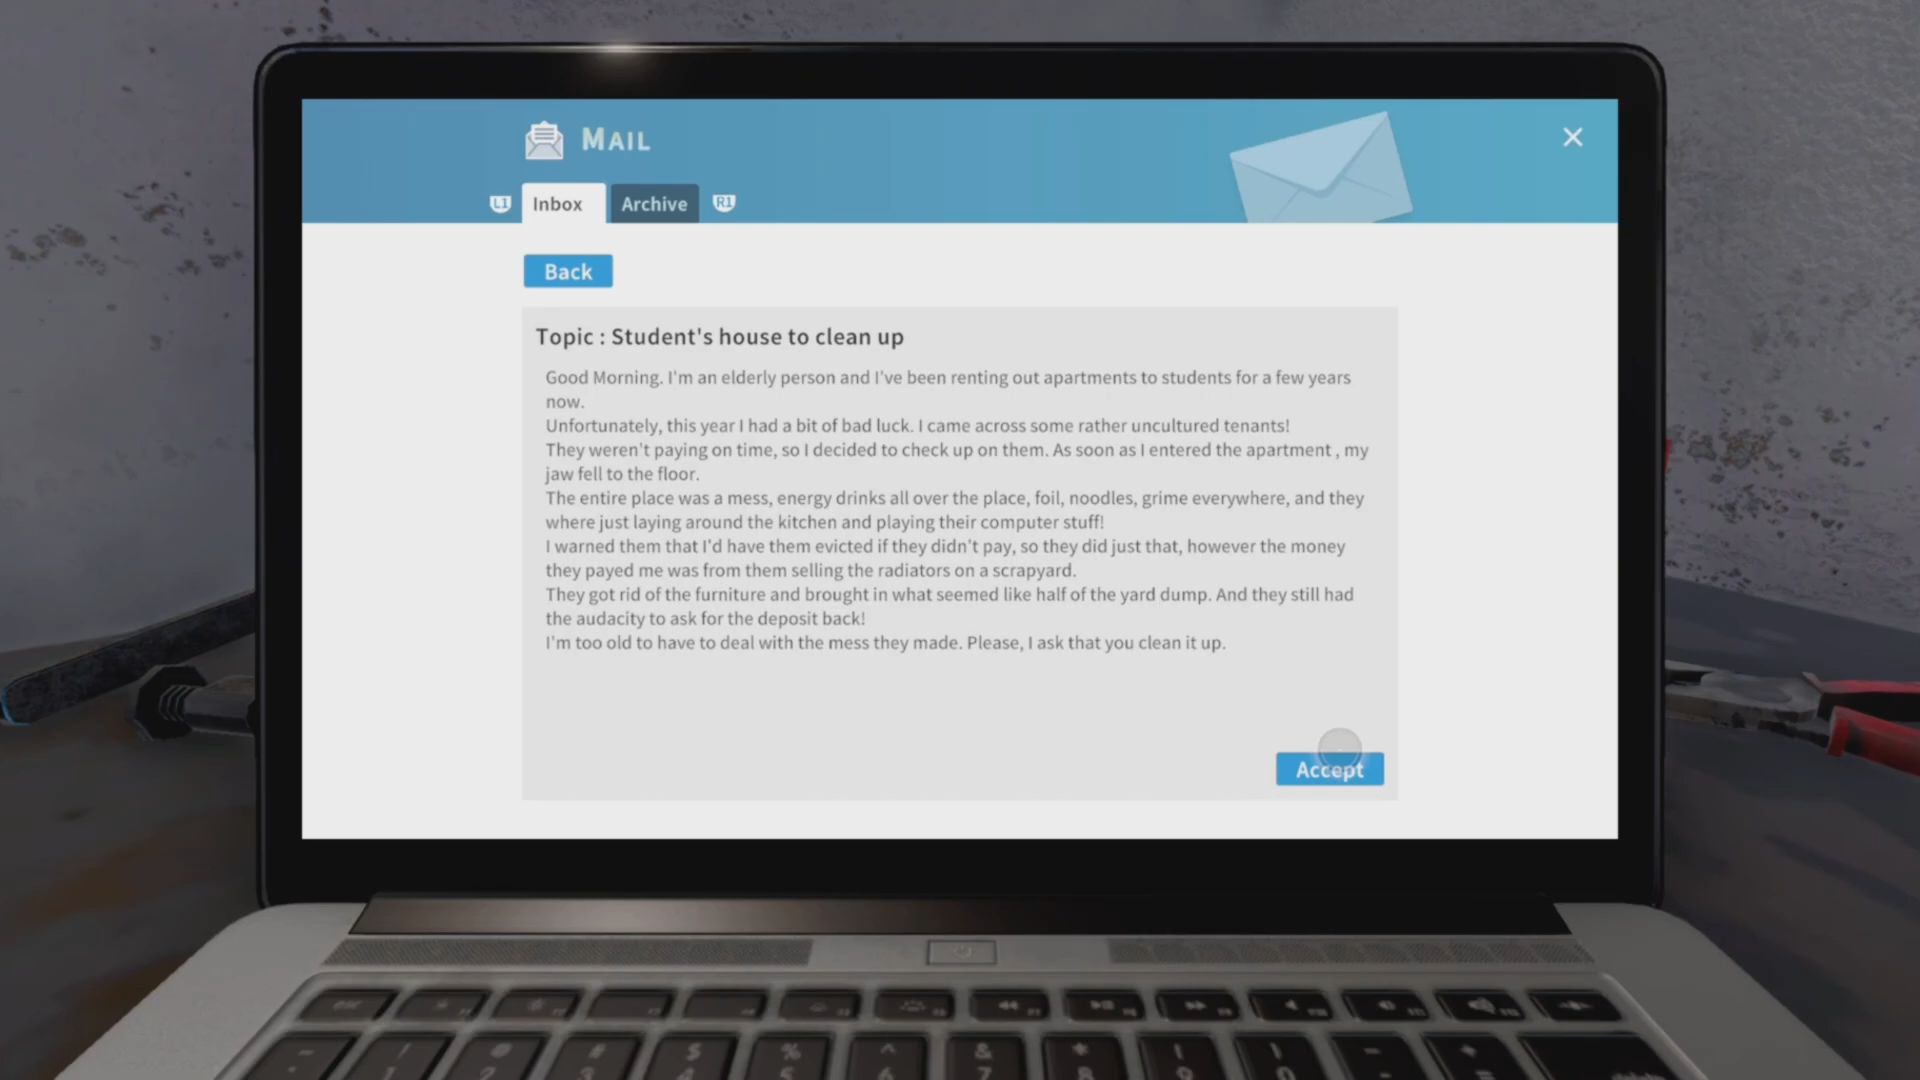 MAIL
L1 Inbox Archive R1
Back
Topic : Student's house to clean up
Good Morning. I'm an elderly person and I've been renting out apartments to students for a few years
now.
Unfortunately, this year I had a bit of bad luck. I came across some rather uncultured tenants!
They weren't paying on time, so I decided to check up on them. As soon as I entered the apartment , my
jaw fell to the floor.
The entire place was a mess, energy drinks all over the place, foil, noodles, grime everywhere, and they
where just laying around the kitchen and playing their computer stuff!
I warned them that I'd have them evicted if they didn't pay, so they did just that, however the money
they payed me was from them selling the radiators on a scrapyard.
They got rid of the furniture and brought in what seemed like half of the yard dump. And they still had
the audacity to ask for the deposit back!
I'm too old to have to deal with the mess they made. Please, I ask that you clean it up.
Accept